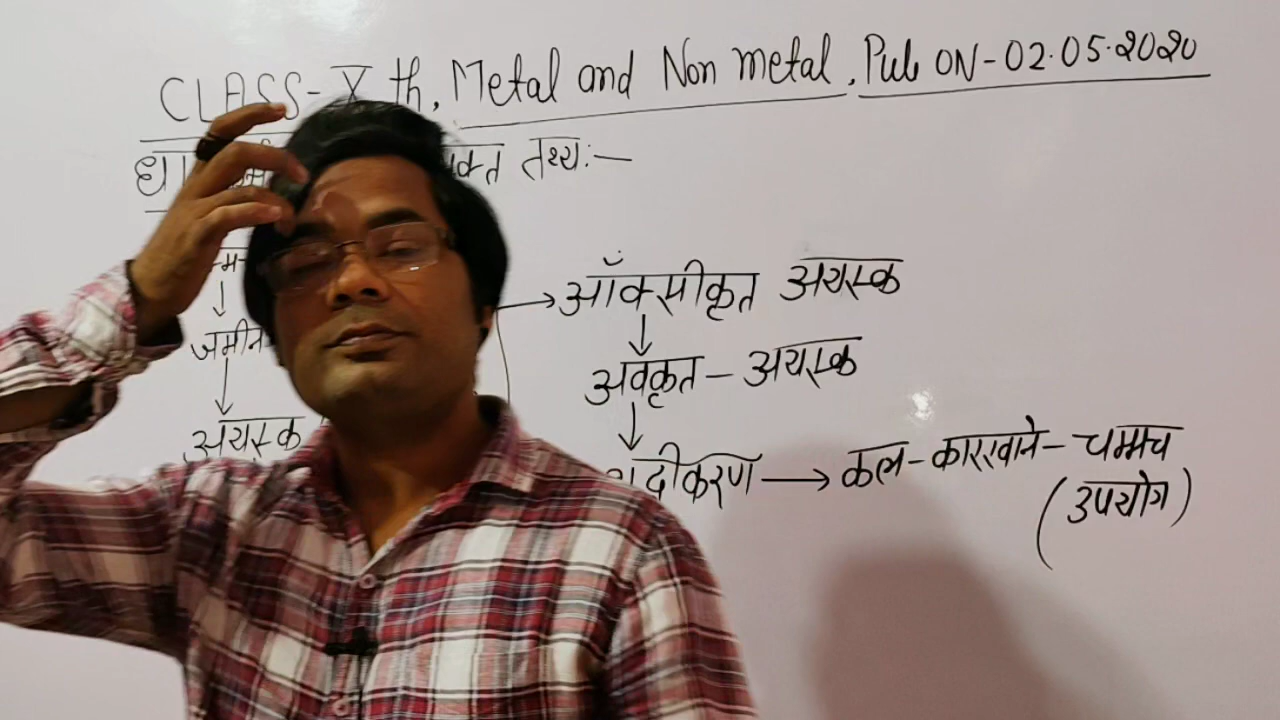 CLASS-X th, Metal and Non metal, Pub ON-02.05.2020
तथ्य:-
ऑक्सीकृत अयस्क
जमीन
अवकृत - अयस्क
अयस्क
कल-कारखाने- चम्मच
(उपयोग)